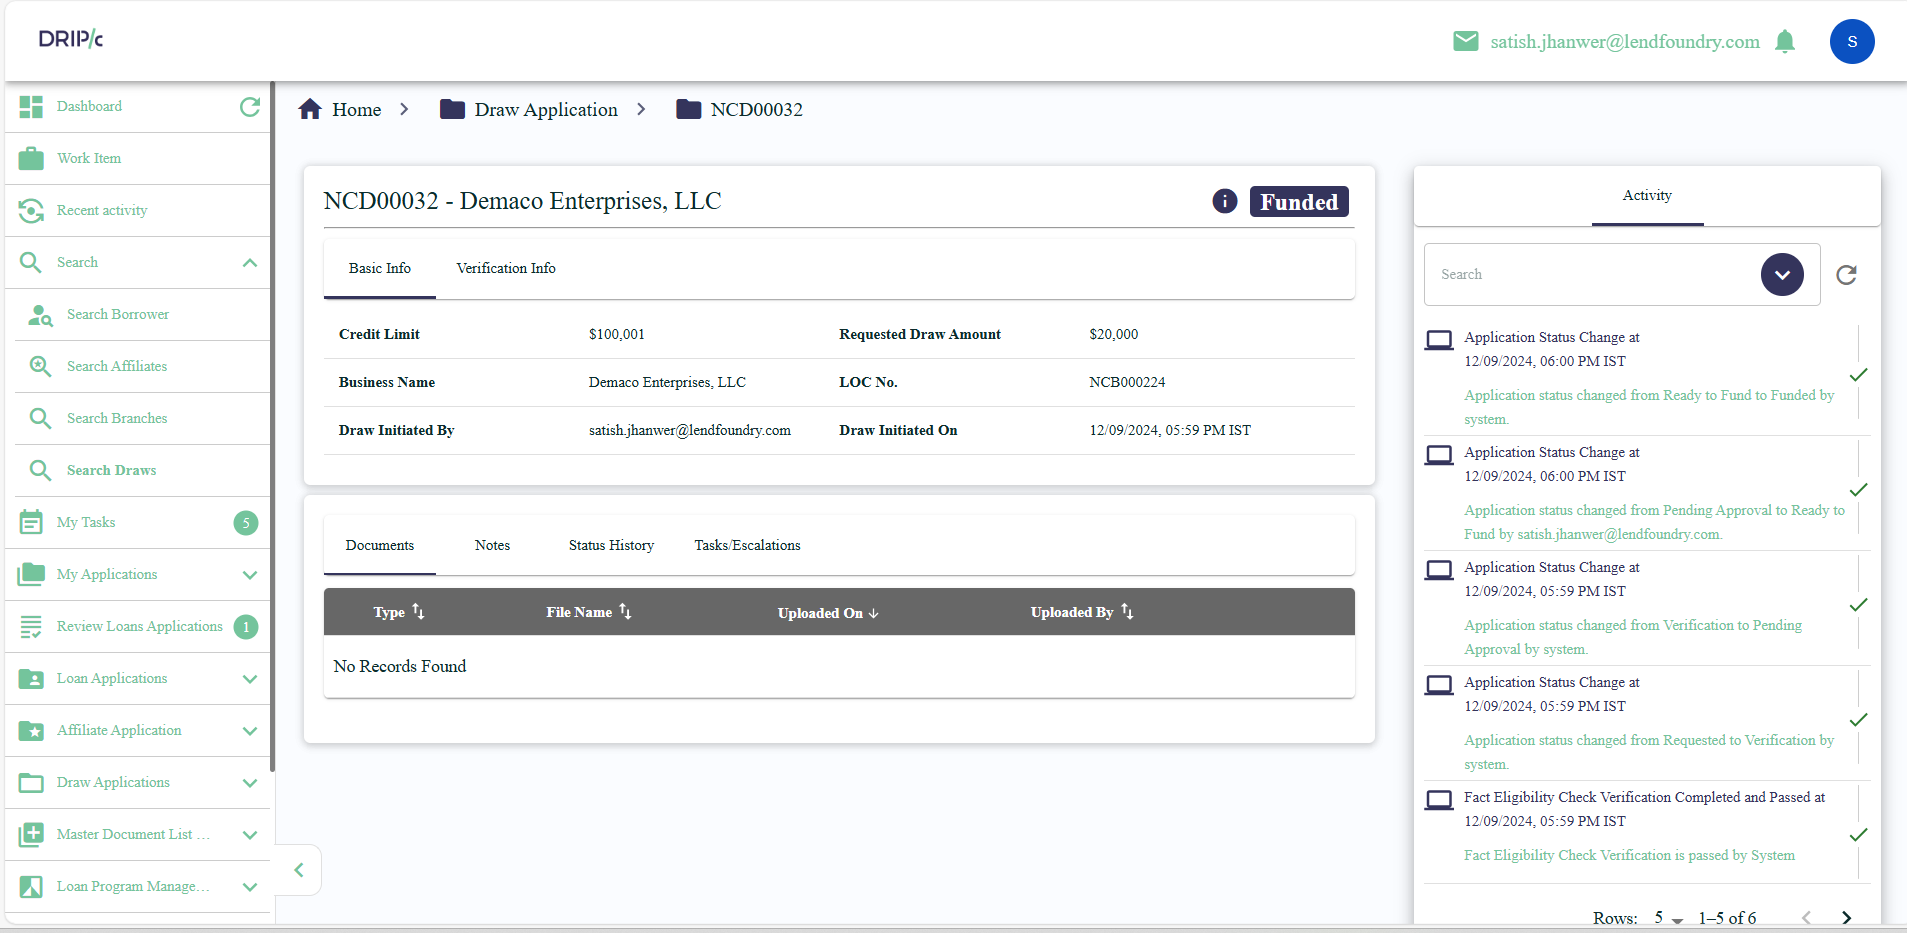 DRIP/c
satish.jhanwer@lendfoundry.com
S
Dashboard
Work Item
Recent activity
Search
Search Borrower
Search Affiliates
Search Branches
Search Draws
My Tasks
5
My Applications
Review Loans Applications
1
Loan Applications
Affiliate Application
Draw Applications
Master Document List ...
Loan Program Manage...
Home
Draw Application
NCD00032
NCD00032 - Demaco Enterprises, LLC
i
Funded
Basic Info
Verification Info
Credit Limit
$100,001
Requested Draw Amount
$20,000
Business Name
Demaco Enterprises, LLC
LOC No.
NCB000224
Draw Initiated By
satish.jhanwer@lendfoundry.com
Draw Initiated On
12/09/2024, 05:59 PM IST
Documents
Notes
Status History
Tasks/Escalations
Type
File Name
Uploaded On
Uploaded By
No Records Found
Activity
Search
Application Status Change at
12/09/2024, 06:00 PM IST
Application status changed from Ready to Fund to Funded by
system.
Application Status Change at
12/09/2024, 06:00 PM IST
Application status changed from Pending Approval to Ready to
Fund by satish.jhanwer@lendfoundry.com.
Application Status Change at
12/09/2024, 05:59 PM IST
Application status changed from Verification to Pending
Approval by system.
Application Status Change at
12/09/2024, 05:59 PM IST
Application status changed from Requested to Verification by
system.
Fact Eligibility Check Verification Completed and Passed at
12/09/2024, 05:59 PM IST
Fact Eligibility Check Verification is passed by System
Rows: 5 1–5 of 6